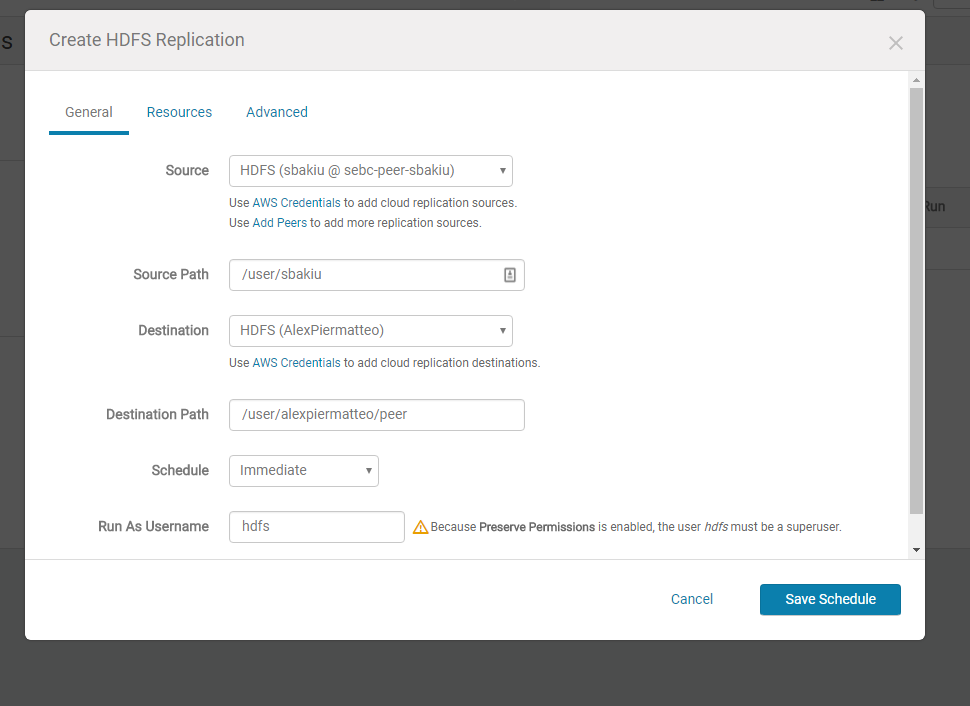 s
Create HDFS Replication
General Resources Advanced
Source HDFS (sbakiu @ sebc-peer-sbakiu)
Use AWS Credentials to add cloud replication sources.
Use Add Peers to add more replication sources.
Run
Source Path /user/sbakiu
Destination HDFS (AlexPiermatteo)
Use AWS Credentials to add cloud replication destinations.
Destination Path /user/alexpiermatteo/peer
Schedule Immediate
Run As Username hdfs Because Preserve Permissions is enabled, the user hdfs must be a superuser.
Cancel Save Schedule